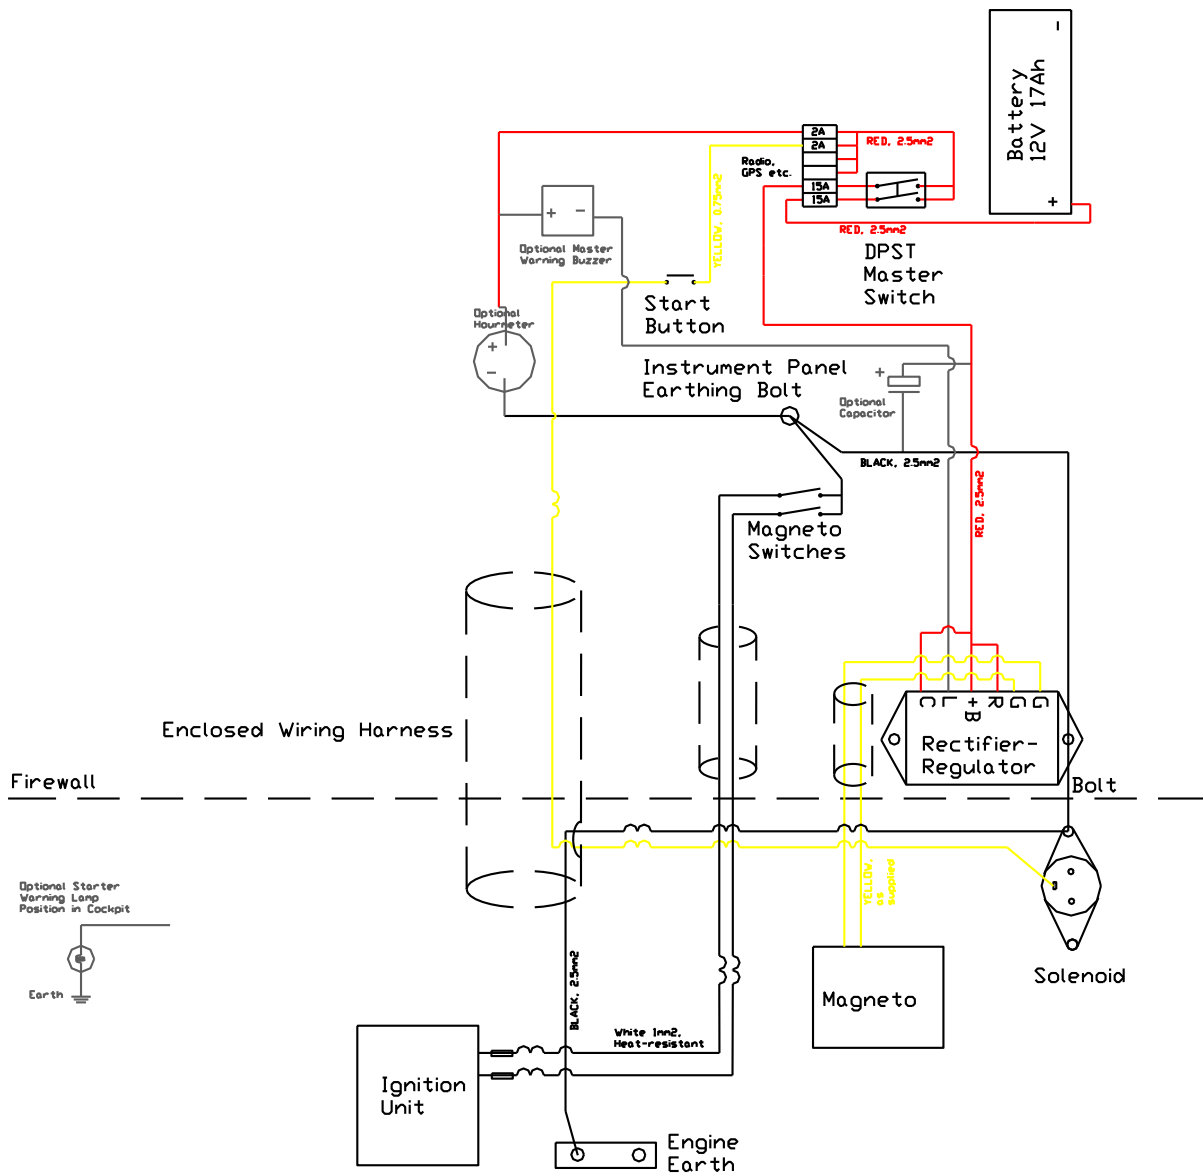 Battery
12V 17Ah
-
+
2A
2A
15A
15A
RED, 2.5mm2
Radio,
GPS etc.
YELLOW, 0.75mm2
RED, 2.5mm2
DPST
Master
Switch
+ -
Optional Master
Warning Buzzer
Start
Button
Optional
Hourmeter
+
-
Instrument Panel
Earthing Bolt
+
Optional
Capacitor
BLACK, 2.5mm2
RED, 2.5mm2
Magneto
Switches
Enclosed Wiring Harness
C L +B R G G
Rectifier-
Regulator
Firewall
Bolt
YELLOW,
as
supplied
Optional Starter
Warning Lamp
Position in Cockpit
Earth
Solenoid
Magneto
BLACK, 2.5mm2
White 1mm2,
Heat-resistant
Ignition
Unit
Engine
Earth